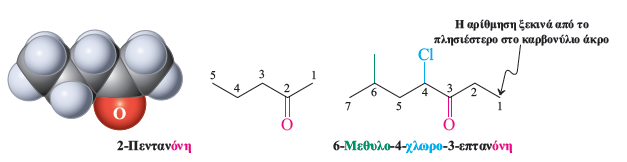 Η αρίθμηση ξεκινά από το
πλησιέστερο στο καρβονύλιο άκρο
O
5
4
3
2
1
O
Cl
7
6
5
4
3
2
1
O
2-Πεντανόνη
6-Μεθυλο-4-χλωρο-3-επτανόνη